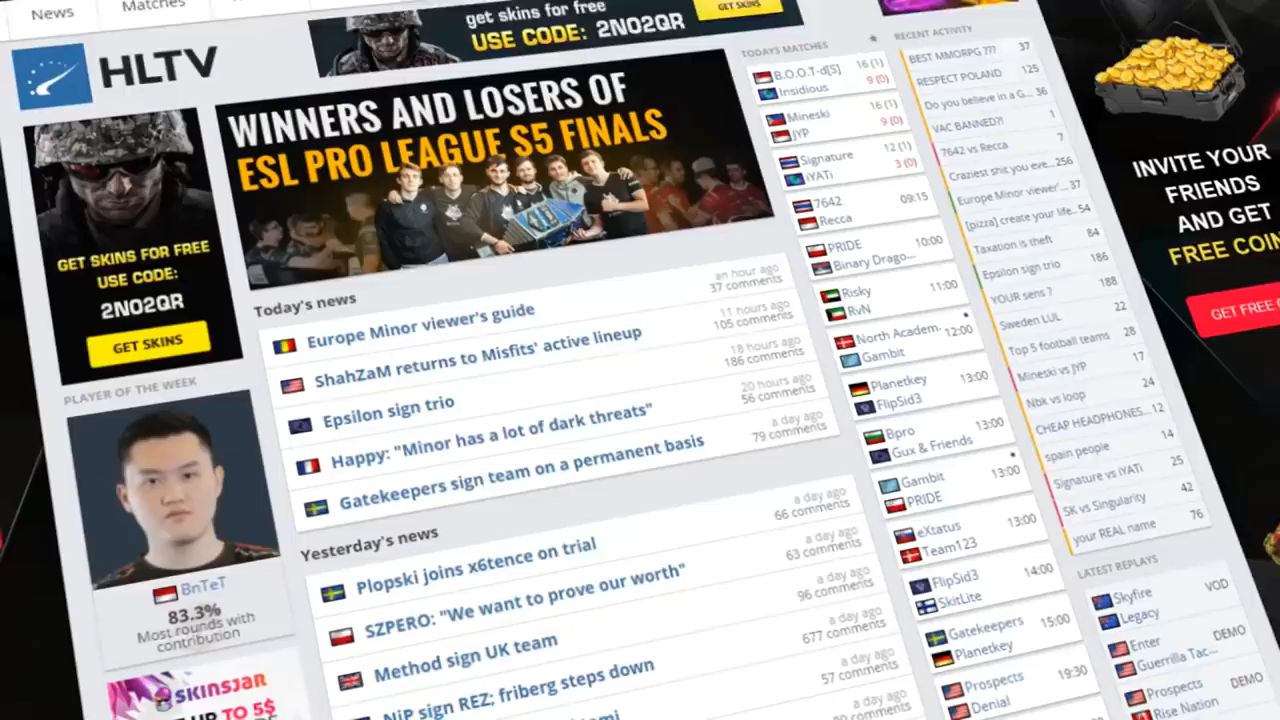 News
Matches
HLTV
get skins for free
USE CODE: 2NO2QR
GET SKINS
GET SKINS FOR FREE
USE CODE:
2NO2QR
GET SKINS
PLAYER OF THE WEEK
BnTeT
83.3%
Most rounds with
contribution
SKINSJAR
UP TO 5$
WINNERS AND LOSERS OF
ESL PRO LEAGUE S5 FINALS
Today's news
Europe Minor viewer's guide
an hour ago
37 comments
ShahZaM returns to Misfits' active lineup
11 hours ago
105 comments
Epsilon sign trio
18 hours ago
186 comments
Happy: "Minor has a lot of dark threats"
20 hours ago
56 comments
Gatekeepers sign team on a permanent basis
a day ago
79 comments
Yesterday's news
Plopski joins x6tence on trial
a day ago
66 comments
SZPERO: "We want to prove our worth"
a day ago
63 comments
Method sign UK team
a day ago
96 comments
NiP sign REZ; friberg steps down
a day ago
677 comments
a day ago
57 comments
a day ago
TODAYS MATCHES
B.O.O.T-d[S] 16 (1)
Insidious 9 (0)
Mineski 16 (1)
JYP 9 (0)
Signature 12 (1)
iYATi 3 (0)
7642 09:15
Recca
PRIDE 10:00
Binary Drago...
Risky 11:00
RvN
North Academ. 12:00
Gambit
Planetkey 13:00
FlipSid3
Bpro 13:00
Gux & Friends
Gambit 13:00
PRIDE
eXtatus 13:00
Team123
FlipSid3 14:00
SkitLite
Gatekeepers 15:00
Planetkey
Prospects 19:30
Denial
RECENT ACTIVITY
BEST MMORPG ??? 37
RESPECT POLAND 125
Do you believe in a G... 36
VAC BANNED?! 1
7642 vs Recca 7
Craziest shit you eve... 256
Europe Minor viewer'... 37
[pizza] create your life... 54
Taxation is theft 84
Epsilon sign trio 186
YOUR sens ? 188
Sweden LUL 22
Top 5 football teams 28
Mineski vs JYP 17
Nbk vs loop 24
CHEAP HEADPHONES... 12
spain people 14
Signature vs iYATi 25
SK vs Singularity 42
your REAL name 76
LATEST REPLAYS
Skyfire VOD
Legacy
Enter DEMO
Guerrilla Tac...
Prospects DEMO
Rise Nation
INVITE YOUR
FRIENDS
AND GET
FREE COIN
GET FREE